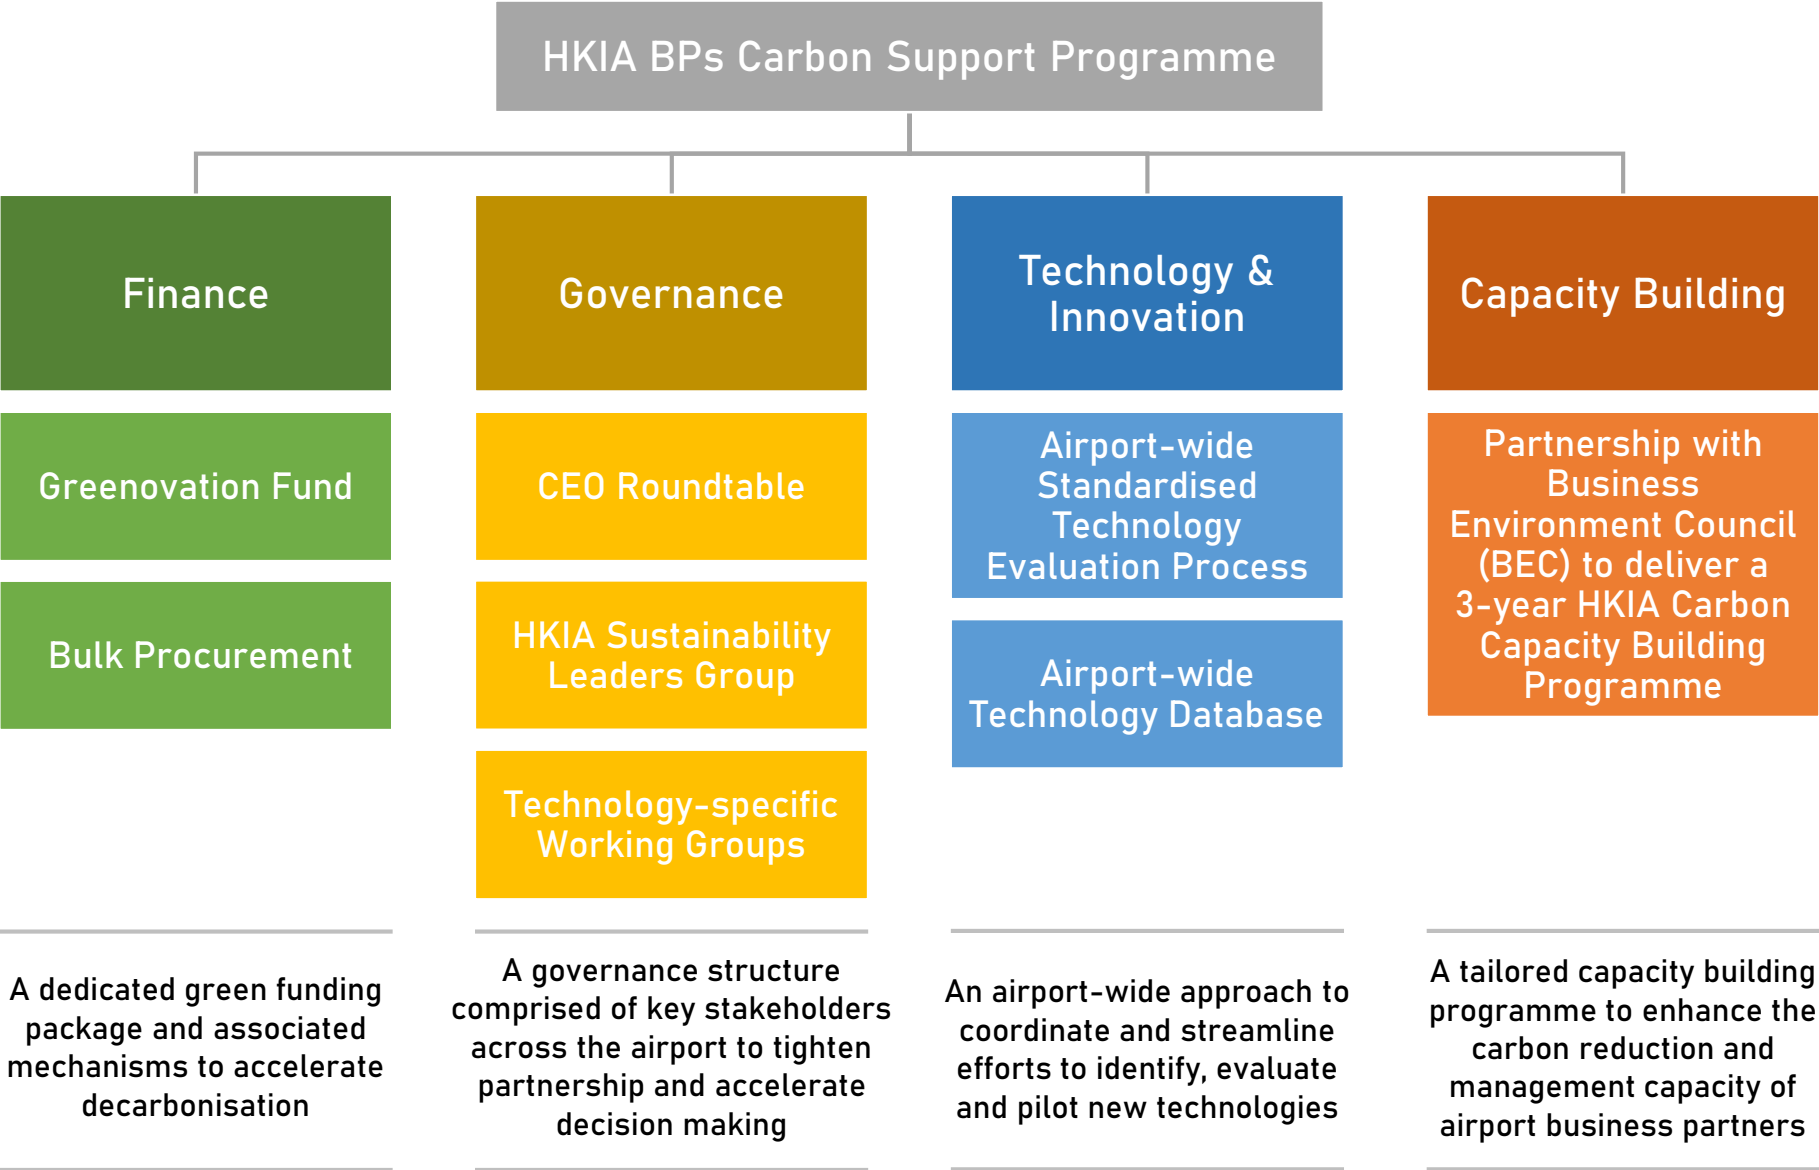 HKIA BPs Carbon Support Programme
Finance
Governance
Technology &
Innovation
Capacity Building
Greenovation Fund
Bulk Procurement
CEO Roundtable
HKIA Sustainability
Leaders Group
Technology-specific
Working Groups
Airport-wide
Standardised
Technology
Evaluation Process
Airport-wide
Technology Database
Partnership with
Business
Environment Council
(BEC) to deliver a
3-year HKIA Carbon
Capacity Building
Programme
A dedicated green funding
package and associated
mechanisms to accelerate
decarbonisation
A governance structure
comprised of key stakeholders
across the airport to tighten
partnership and accelerate
decision making
An airport-wide approach to
coordinate and streamline
efforts to identify, evaluate
and pilot new technologies
A tailored capacity building
programme to enhance the
carbon reduction and
management capacity of
airport business partners